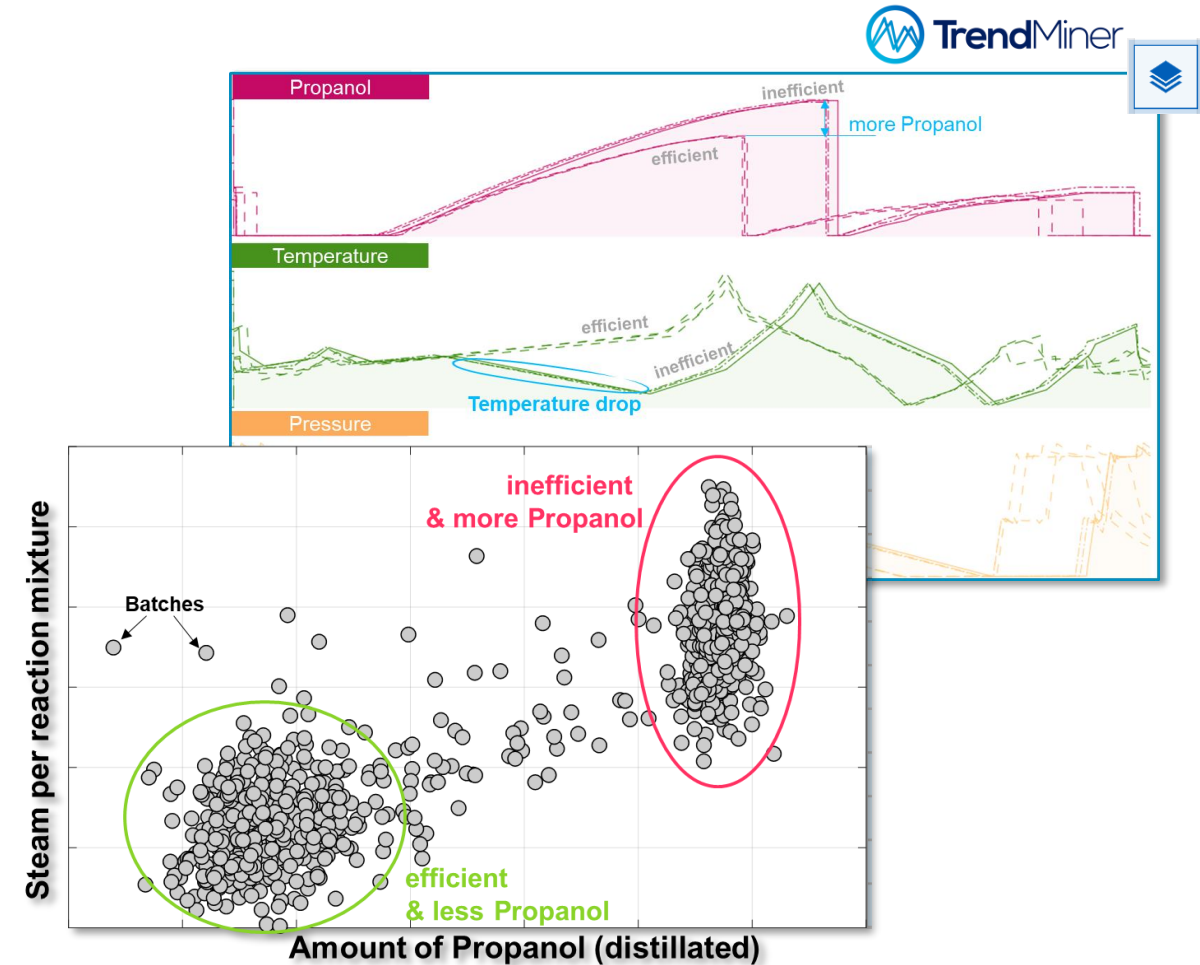 TrendMiner
Propanol
inefficient
more Propanol
efficient
Temperature
efficient
inefficient
Temperature drop
Pressure
inefficient
& more Propanol
Batches
Steam per reaction mixture
efficient
& less Propanol
Amount of Propanol (distillated)